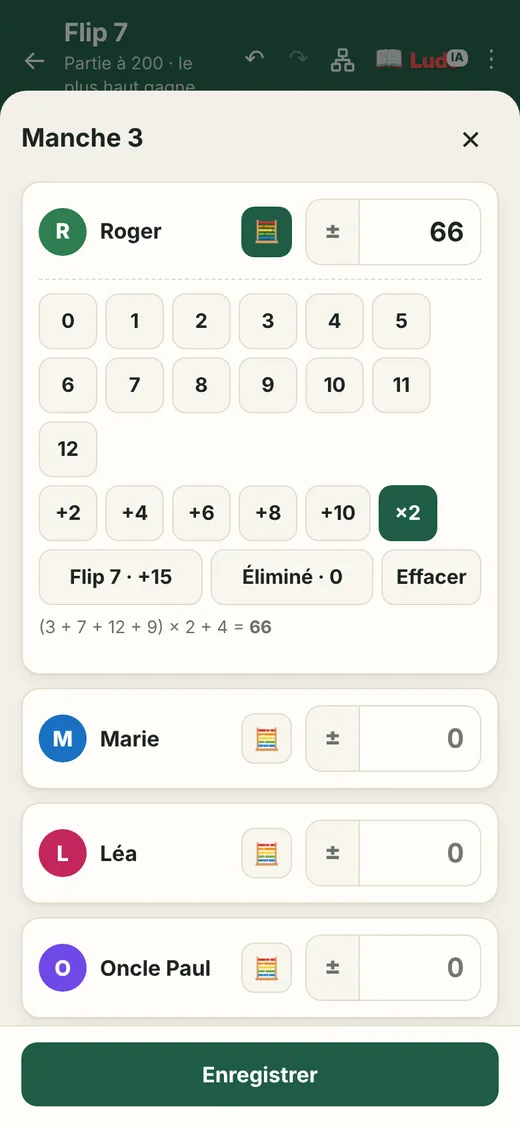 Flip 7
Partie à 200 · le
plus haut gagne
IA
Manche 3
R Roger ± 66
0 1 2 3 4 5
6 7 8 9 10 11
12
+2 +4 +6 +8 +10 ×2
Flip 7 · +15 Éliminé · 0 Effacer
(3 + 7 + 12 + 9) × 2 + 4 = 66
M Marie ± 0
L Léa ± 0
O Oncle Paul ± 0
Enregistrer